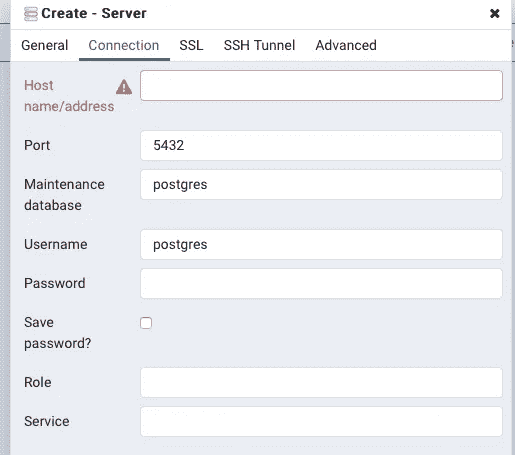 Create - Server
General Connection SSL SSH Tunnel Advanced
Host
name/address
Port 5432
Maintenance postgres
database
Username postgres
Password
Save
password?
Role
Service